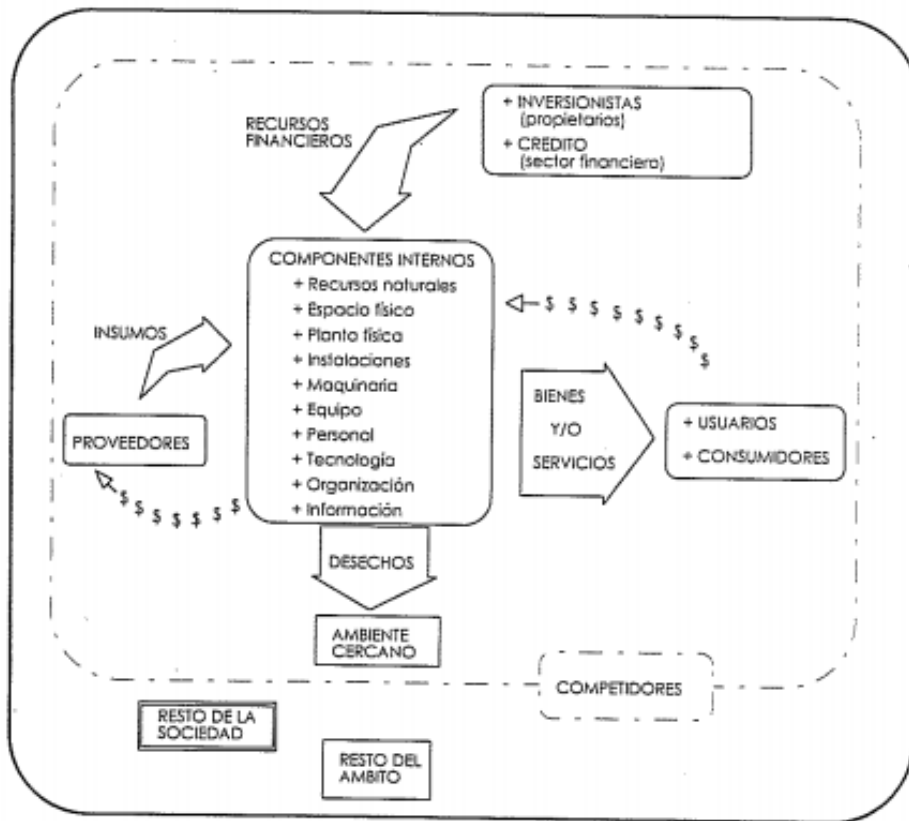 + INVERSIONISTAS
(propietarios)
+ CREDITO
(sector financiero)
RECURSOS
FINANCIEROS
COMPONENTES INTERNOS
+ Recursos naturales
+ Espacio físico
+ Planta física
+ Instalaciones
+ Maquinaria
+ Equipo
+ Personal
+ Tecnología
+ Organización
+ Información
INSUMOS
PROVEEDORES
$ $ $ $ $ $ $
BIENES
Y/O
SERVICIOS
$ $ $ $ $ $ $ $ $
+ USUARIOS
+ CONSUMIDORES
DESECHOS
AMBIENTE
CERCANO
COMPETIDORES
RESTO DE LA
SOCIEDAD
RESTO DEL
AMBITO